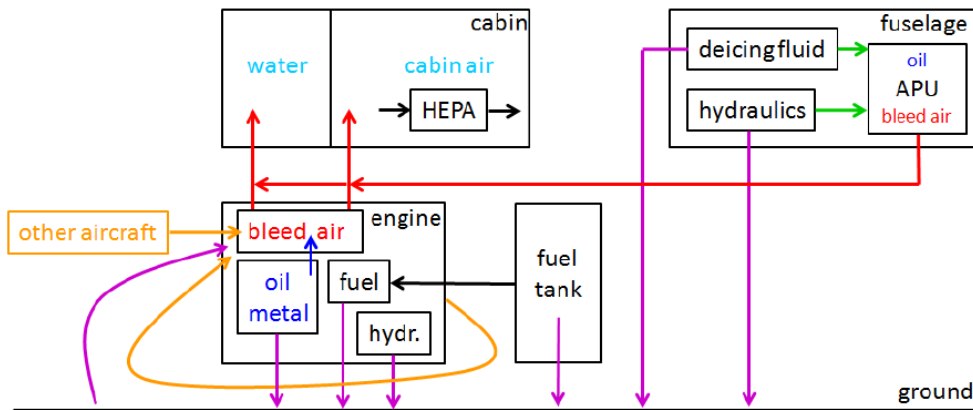 cabin
water
cabin air
HEPA
fuselage
deicing fluid
hydraulics
oil
APU
bleed air
other aircraft
engine
bleed air
oil
metal
fuel
hydr.
fuel
tank
ground